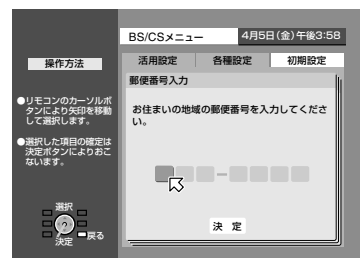 BS/CSメニュー
4月5日(金)午後3:58
操作方法
活用設定
各種設定
初期設定
郵便番号入力
●リモコンのカーソルボ
タンにより矢印を移動
して選択します。
●選択した項目の確定は
決定ボタンによりおこ
ないます。
お住まいの地域の郵便番号を入力してくださ
い。
–
決 定
選択
戻る
決定